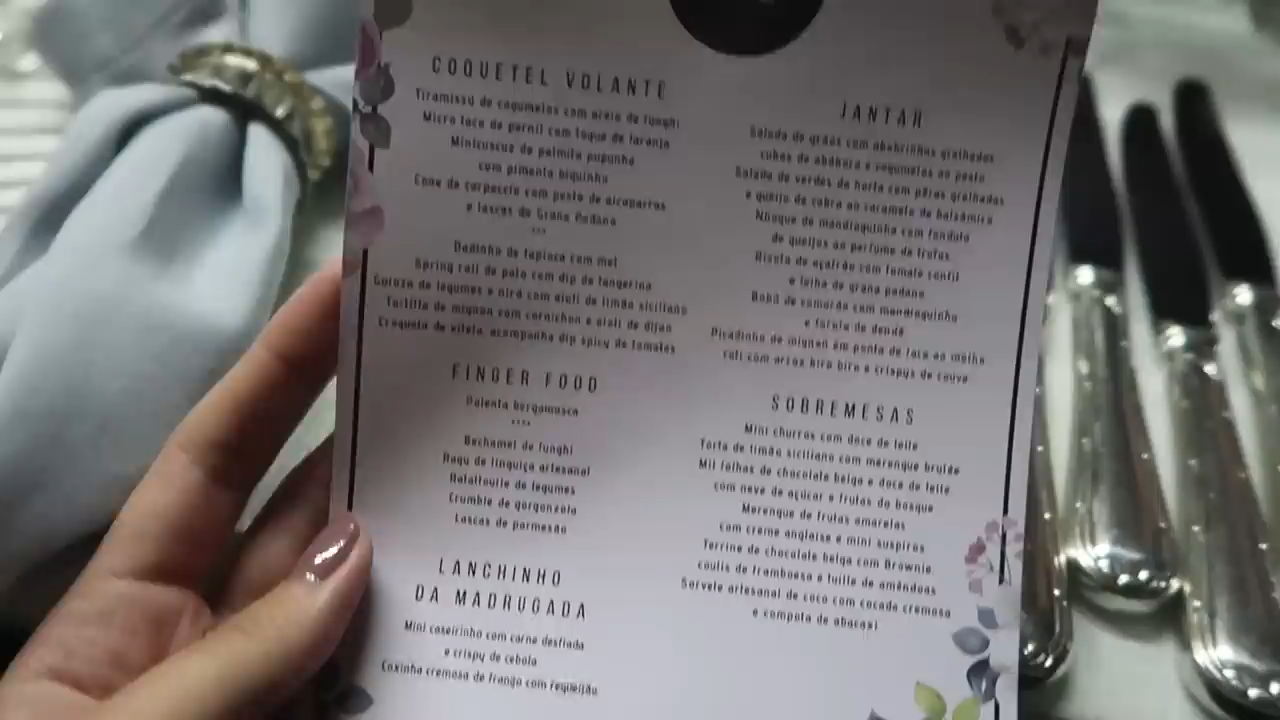 COQUETEL VOLANTE
Tiramissú de cogumelos com areia de funghi
Micro taco de pernil com toque de laranja
Minicuscuz de palmito pupunha
com pimenta biquinho
Cone de carpaccio com pesto de alcaparras
e lascas de Grana Padano
***
Dadinho de tapioca com mel
Spring roll de pato com dip de tangerina
Guioza de legumes e nirá com aioli de limão siciliano
Tortilla de mignon com cornichon e aioli de dijon
Croqueta de vitela, acompanha dip spicy de tomates
FINGER FOOD
Polenta bergamasca
****
Bechamel de funghi
Ragu de linguiça artesanal
Ratatouille de legumes
Crumble de gorgonzola
Lascas de parmesão
LANCHINHO
DA MADRUGADA
Mini caseirinho com carne desfiada
e crispy de cebola
Coxinha cremosa de frango com requeijão
JANTAR
Salada de grãos com abobrinhas grelhadas
cubos de abóbora e cogumelos ao pesto
Salada de verdes da horta com pêras grelhadas
e queijo de cabra ao caramelo de balsâmico
Nhoque de mandioquinha com fonduta
de queijos ao perfume de trufas
Risoto de açafrão com tomate confit
e telha de grana padano
Bobó de camarão com mandioquinha
e farofa de dendê
Picadinho de mignon em ponta de faca ao molho
roti com arroz biro biro e crispys de couve
SOBREMESAS
Mini churros com doce de leite
Torta de limão siciliano com merengue brulée
Mil folhas de chocolate belga e doce de leite
com neve de açúcar e frutas do bosque
Merengue de frutas amarelas
com creme anglaise e mini suspiros
Terrine de chocolate belga com Brownie,
coulis de framboesa e tuille de amêndoas
Sorvete artesanal de coco com cocada cremosa
e compota de abacaxi